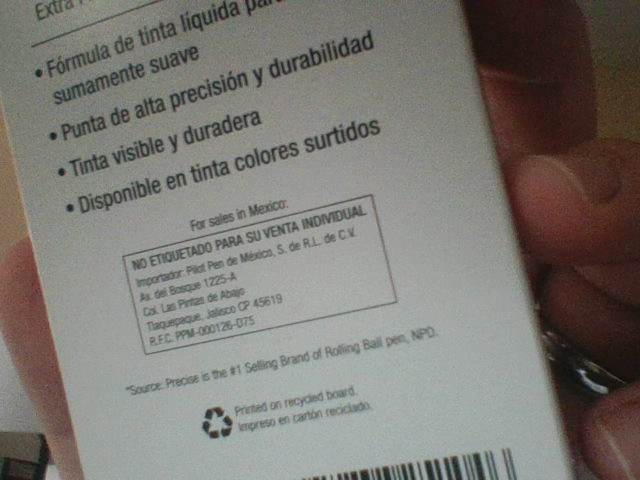 Extra
• Fórmula de tinta líquida para
sumamente suave
• Punta de alta precisión y durabilidad
• Tinta visible y duradera
• Disponible en tinta colores surtidos
For sales in Mexico:
NO ETIQUETADO PARA SU VENTA INDIVIDUAL
Importador: Pilot Pen de México, S. de R.L. de C.V.
Av. del Bosque 1225-A
Col. Las Pintas de Abajo
Tlaquepaque, Jalisco CP 45619
R.F.C. PPM-000126-D75
*Source: Precise is the #1 Selling Brand of Rolling Ball pen, NPD.
Printed on recycled board.
Impreso en cartón reciclado.